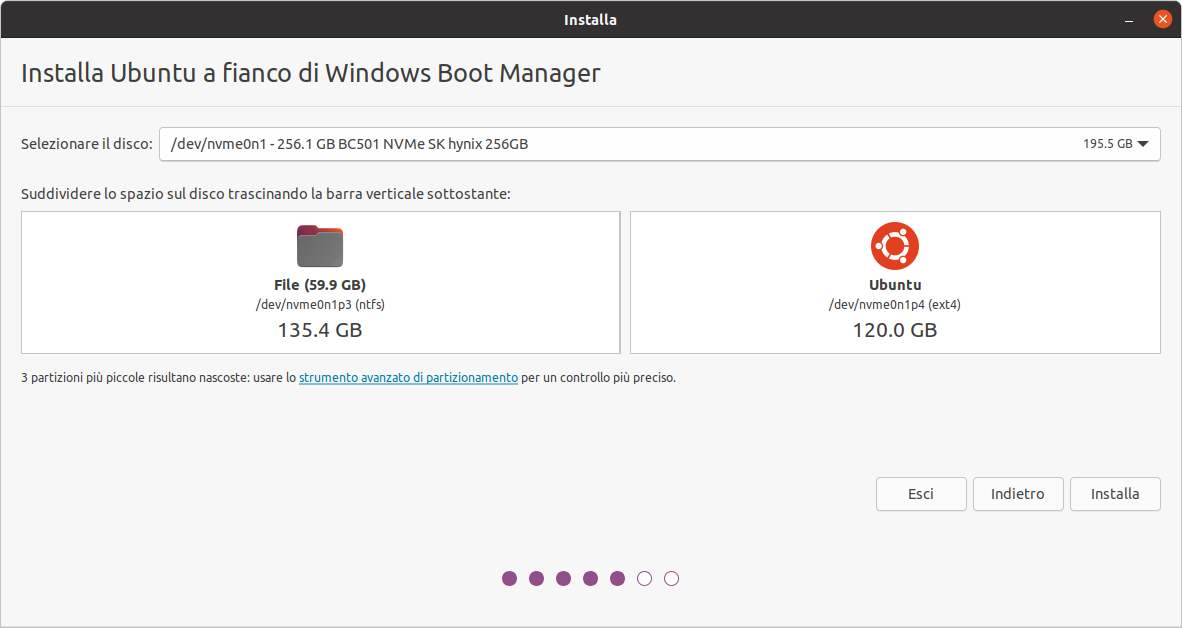 Installa
Installa Ubuntu a fianco di Windows Boot Manager
Selezionare il disco: /dev/nvme0n1 - 256.1 GB BC501 NVMe SK hynix 256GB 195.5 GB
Suddividere lo spazio sul disco trascinando la barra verticale sottostante:
File (59.9 GB)
/dev/nvme0n1p3 (ntfs)
135.4 GB
Ubuntu
/dev/nvme0n1p4 (ext4)
120.0 GB
3 partizioni più piccole risultano nascoste: usare lo strumento avanzato di partizionamento per un controllo più preciso.
Esci Indietro Installa